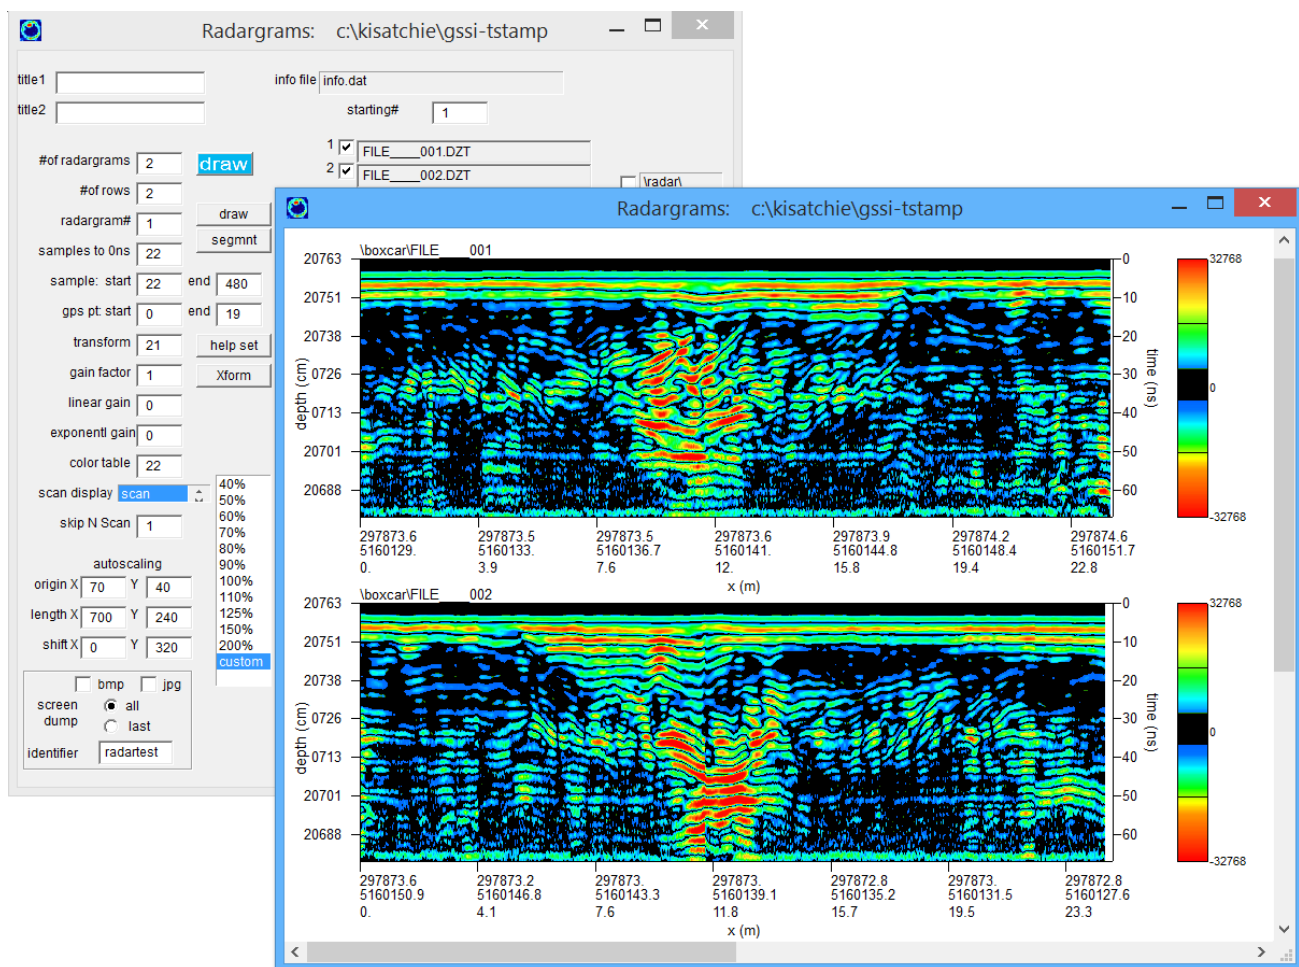 Radargrams:    c:\kisatchie\gssi-tstamp
title1
info file info.dat
title2
starting# 1
1 FILE____001.DZT
2 FILE____002.DZT
\radar\
#of radargrams 2 draw
#of rows 2
radargram# 1 draw
samples to 0ns 22 segmnt
sample: start 22 end 480
gps pt: start 0 end 19
transform 21 help set
gain factor 1 Xform
linear gain 0
exponentl gain 0
color table 22
scan display scan
skip N Scan 1
40%
50%
60%
70%
80%
90%
100%
110%
125%
150%
200%
custom
autoscaling
origin X 70 Y 40
length X 700 Y 240
shift X 0 Y 320
bmp jpg
screen dump all
last
identifier radartest
Radargrams:    c:\kisatchie\gssi-tstamp
\boxcar\FILE____001
20763 0 32768
20751 10
20738 20
0726 30 0
0713 40
20701 50
20688 60 -32768
depth (cm)
time (ns)
297873.6 297873.5 297873.5 297873.6 297873.9 297874.2 297874.6
5160129. 5160133. 5160136.7 5160141. 5160144.8 5160148.4 5160151.7
0. 3.9 7.6 12. 15.8 19.4 22.8
x (m)
\boxcar\FILE____002
20763 0 32768
20751 10
20738 20
0726 30 0
0713 40
20701 50
20688 60 -32768
depth (cm)
time (ns)
297873.6 297873.2 297873. 297873. 297872.8 297873. 297872.8
5160150.9 5160146.8 5160143.3 5160139.1 5160135.2 5160131.5 5160127.6
0. 4.1 7.6 11.8 15.7 19.5 23.3
x (m)